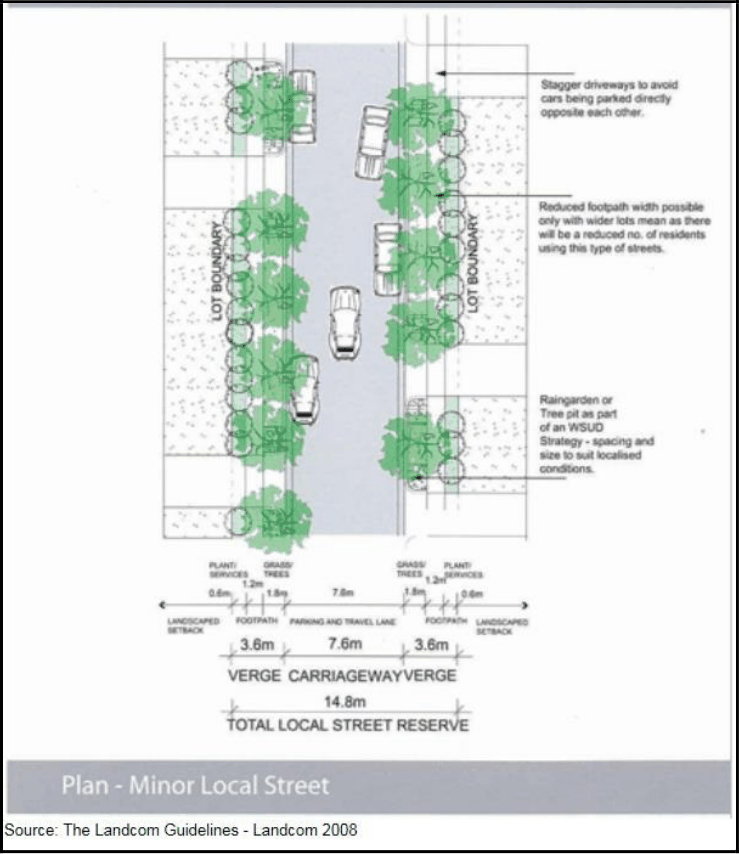 Stagger driveways to avoid
cars being parked directly
opposite each other.
Reduced footpath width possible
only with wider lots mean as there
will be a reduced no. of residents
using this type of streets.
LOT BOUNDARY
LOT BOUNDARY
Raingarden or
Tree pit as part
of an WSUD
Strategy - spacing and
size to suit localised
conditions.
PLANT/
SERVICES
GRASS/
TREES
GRASS/
TREES
PLANT/
SERVICES
0.6m
1.2m
1.8m
7.6m
1.8m
1.2m
0.6m
LANDSCAPED
SETBACK
FOOTPATH
PARKING AND TRAVEL LANE
FOOTPATH
LANDSCAPED
SETBACK
3.6m
7.6m
3.6m
VERGE CARRIAGEWAY VERGE
14.8m
TOTAL LOCAL STREET RESERVE
Plan - Minor Local Street
Source: The Landcom Guidelines - Landcom 2008